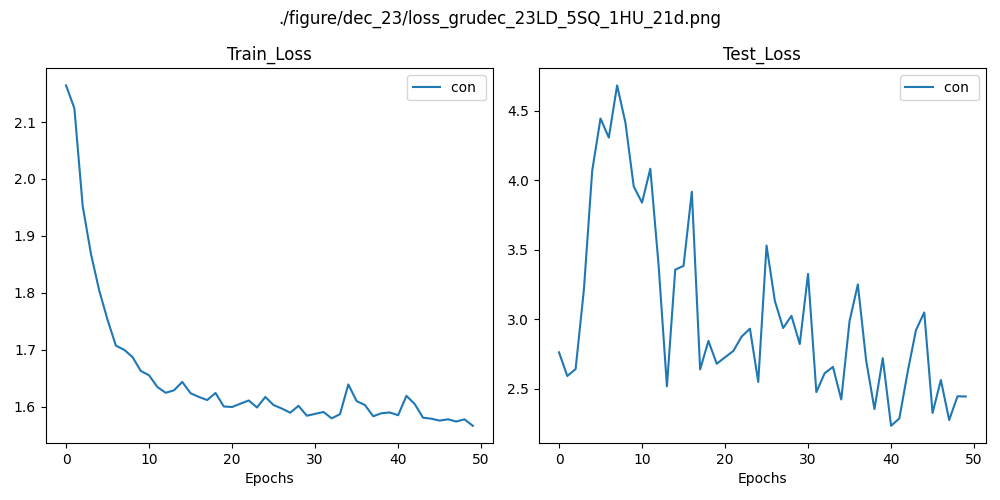 ./figure/dec_23/loss_grudec_23LD_5SQ_1HU_21d.png
Train_Loss
con
2.1
2.0
1.9
1.8
1.7
1.6
0 10 20 30 40 50
Epochs
Test_Loss
con
4.5
4.0
3.5
3.0
2.5
0 10 20 30 40 50
Epochs